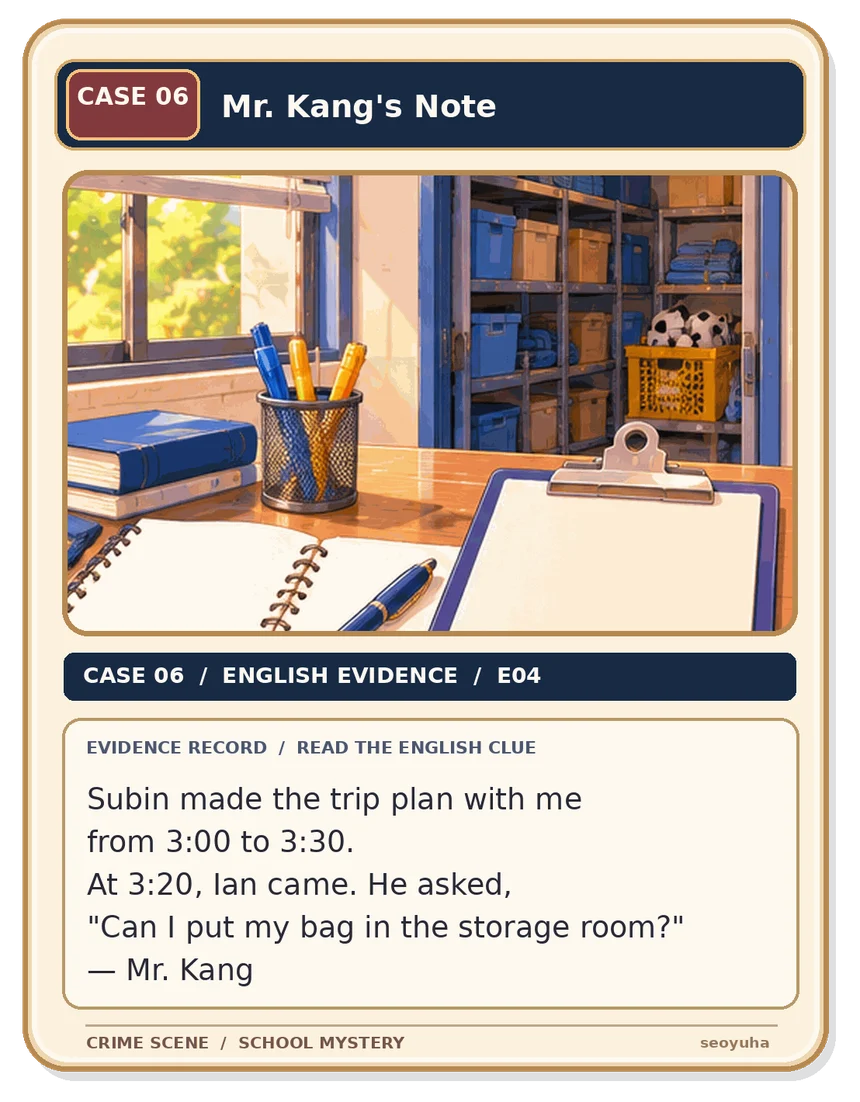 CASE 06
Mr. Kang's Note
CASE 06 / ENGLISH EVIDENCE / E04
EVIDENCE RECORD / READ THE ENGLISH CLUE
Subin made the trip plan with me
from 3:00 to 3:30.
At 3:20, Ian came. He asked,
"Can I put my bag in the storage room?"
— Mr. Kang
CRIME SCENE / SCHOOL MYSTERY
seoyuha